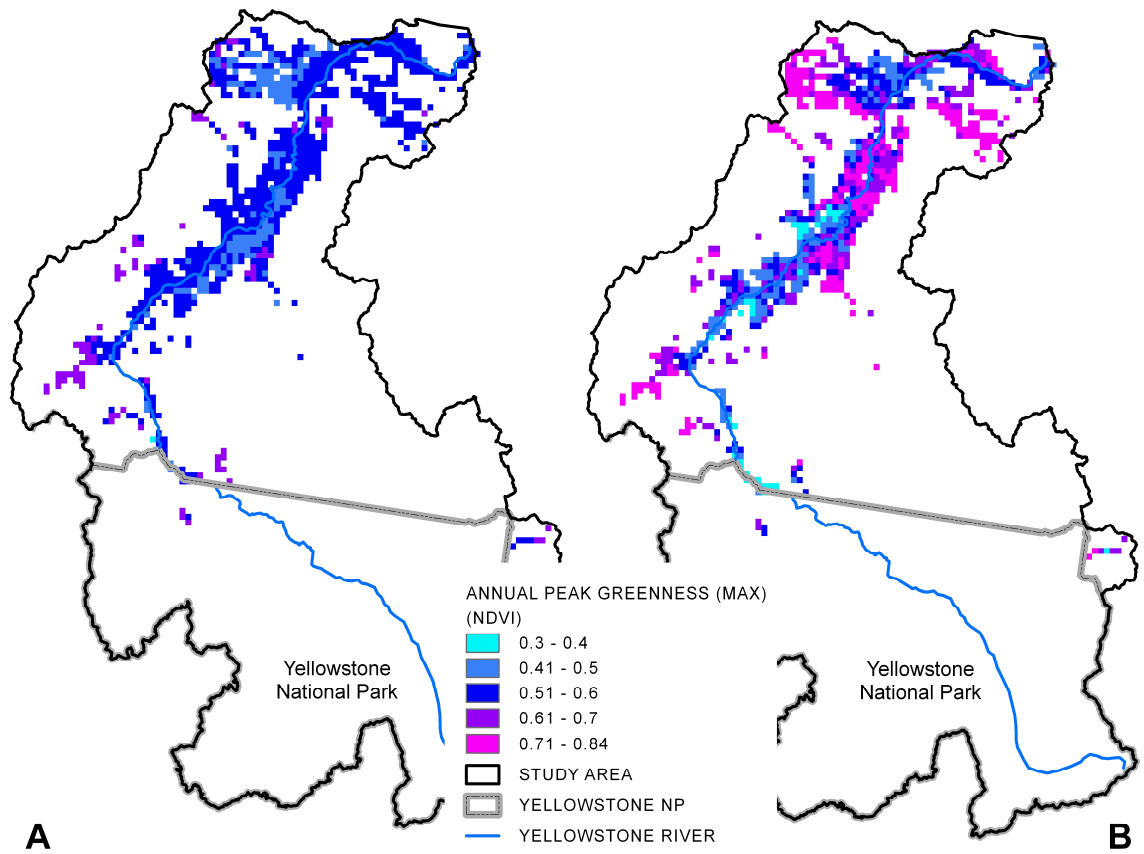 ANNUAL PEAK GREENNESS (MAX)
(NDVI)
0.3 - 0.4
0.41 - 0.5
0.51 - 0.6
0.61 - 0.7
0.71 - 0.84
STUDY AREA
YELLOWSTONE NP
YELLOWSTONE RIVER
Yellowstone
National Park
Yellowstone
National Park
A
B